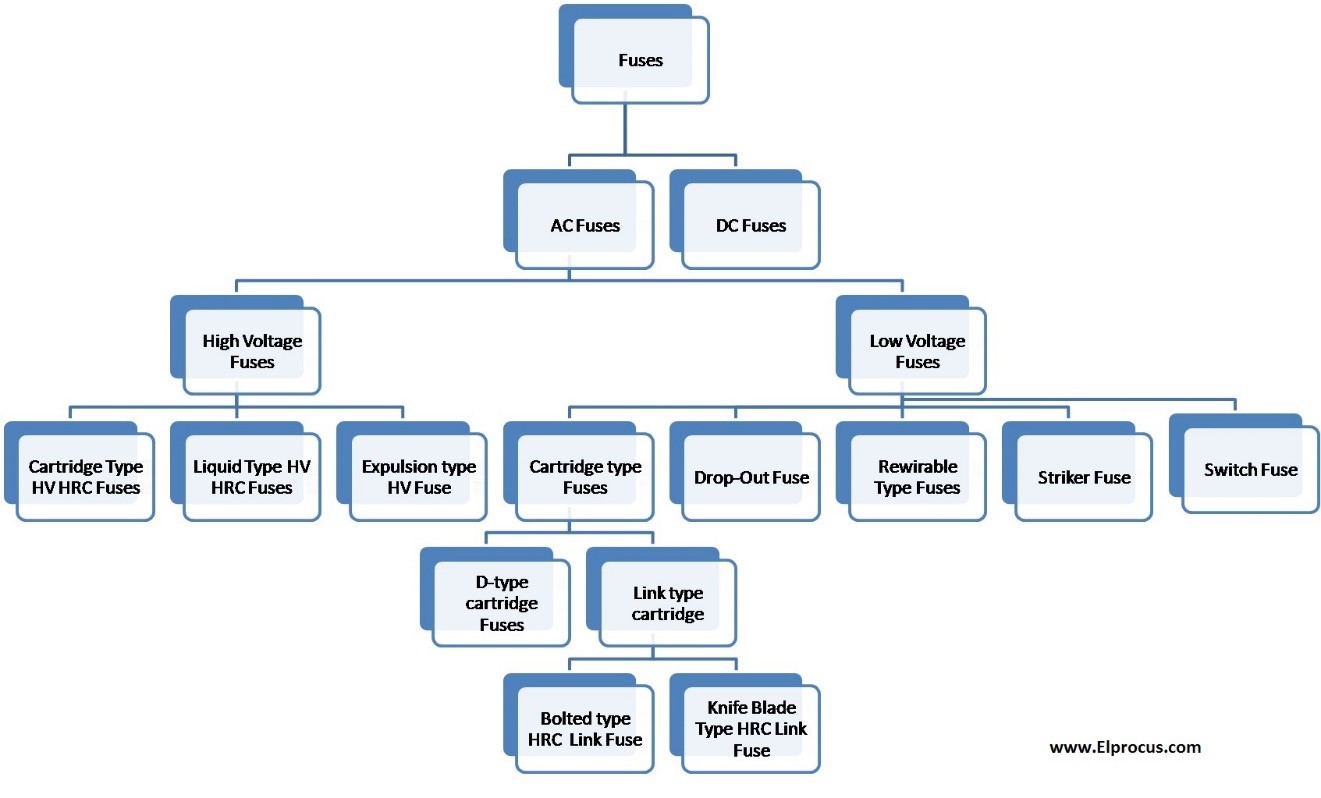 Fuses
AC Fuses
DC Fuses
High Voltage
Fuses
Low Voltage
Fuses
Cartridge Type
HV HRC Fuses
Liquid Type HV
HRC Fuses
Expulsion type
HV Fuse
Cartridge type
Fuses
Drop-Out Fuse
Rewirable
Type Fuses
Striker Fuse
Switch Fuse
D-type
cartridge
Fuses
Link type
cartridge
Bolted type
HRC Link Fuse
Knife Blade
Type HRC Link
Fuse
www.Elprocus.com